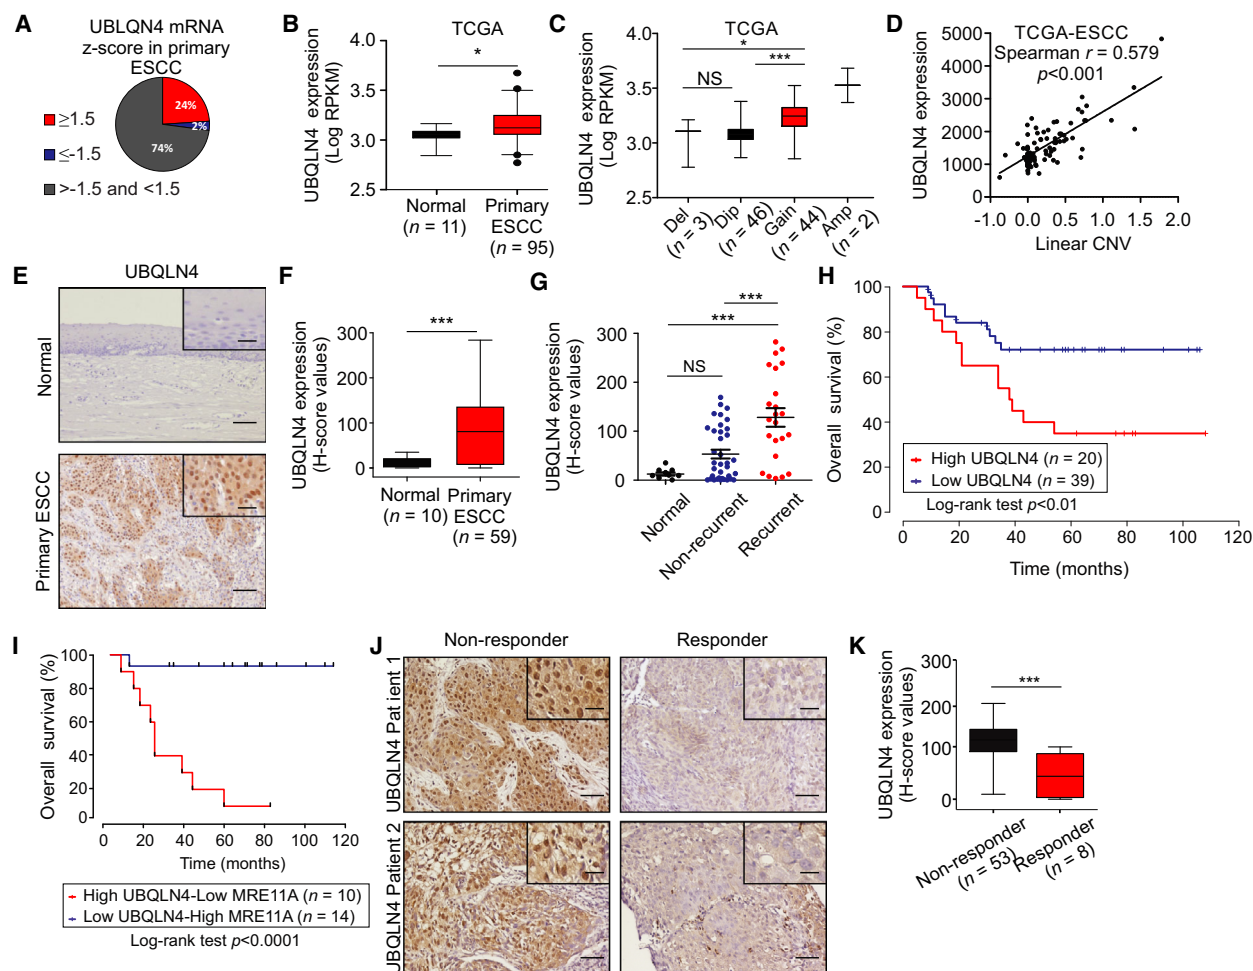 A
UBLQN4 mRNA
z-score in primary
ESCC
24%
2%
74%
≥1.5
≤-1.5
>-1.5 and <1.5
B
TCGA
UBQLN4 expression
(Log RPKM)
4.0
3.5
3.0
2.5
*
Normal
(n = 11)
Primary
ESCC
(n = 95)
C
TCGA
UBQLN4 expression
(Log RPKM)
4.0
3.5
3.0
2.5
*
***
NS
Del
(n = 3)
Dip
(n = 46)
Gain
(n = 44)
Amp
(n = 2)
D
TCGA-ESCC
Spearman r = 0.579
p<0.001
UBQLN4 expression
5000
4000
3000
2000
1000
0
-1.0
0.0
0.5
1.0
1.5
2.0
Linear CNV
E
UBQLN4
Normal
Primary ESCC
F
UBQLN4 expression
(H-score values)
300
200
100
0
***
Normal
(n = 10)
Primary
ESCC
(n = 59)
G
UBQLN4 expression
(H-score values)
300
200
100
0
***
***
NS
Normal
Non-recurrent
Recurrent
H
Overall survival (%)
100
80
60
40
20
0
High UBQLN4 (n = 20)
Low UBQLN4 (n = 39)
Log-rank test p<0.01
0
20
40
60
80
100
120
Time (months)
I
Overall survival (%)
100
80
60
40
20
0
20
40
60
80
100
120
Time (months)
High UBQLN4-Low MRE11A (n = 10)
Low UBQLN4-High MRE11A (n = 14)
Log-rank test p<0.0001
J
Non-responder
Responder
UBQLN4 Patient 1
UBQLN4 Patient 2
K
UBQLN4 expression
(H-score values)
300
200
100
0
***
Non-responder
(n = 53)
Responder
(n = 8)